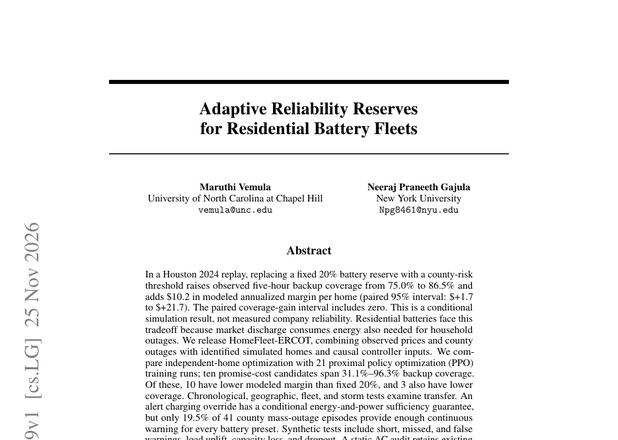 Adaptive Reliability Reserves
for Residential Battery Fleets
Maruthi Vemula
University of North Carolina at Chapel Hill
vemula@unc.edu
Neeraj Praneeth Gajula
New York University
Npg8461@nyu.edu
Abstract
In a Houston 2024 replay, replacing a fixed 20% battery reserve with a county-risk
threshold raises observed five-hour backup coverage from 75.0% to 86.5% and
adds $10.2 in modeled annualized margin per home (paired 95% interval: $+1.7
to $+21.7). The paired coverage-gain interval includes zero. This is a conditional
simulation result, not measured company reliability. Residential batteries face this
tradeoff because market discharge consumes energy also needed for household
outages. We release HomeFleet-ERCOT, combining observed prices and county
outages with identified simulated homes and causal controller inputs. We com-
pare independent-home optimization with 21 proximal policy optimization (PPO)
training runs; ten promise-cost candidates span 31.1%–96.3% backup coverage.
Of these, 10 have lower modeled margin than fixed 20%, and 3 also have lower
coverage. Chronological, geographic, fleet, and storm tests examine transfer. An
alert charging override has a conditional energy-and-power sufficiency guarantee,
but only 19.5% of 41 county mass-outage episodes provide enough continuous
warning for every battery preset. Synthetic tests include short, missed, and false
warnings, load uplift, capacity loss, and dropout. A static AC audit retains existing
9v1 [cs.LG] 25 Nov 2026